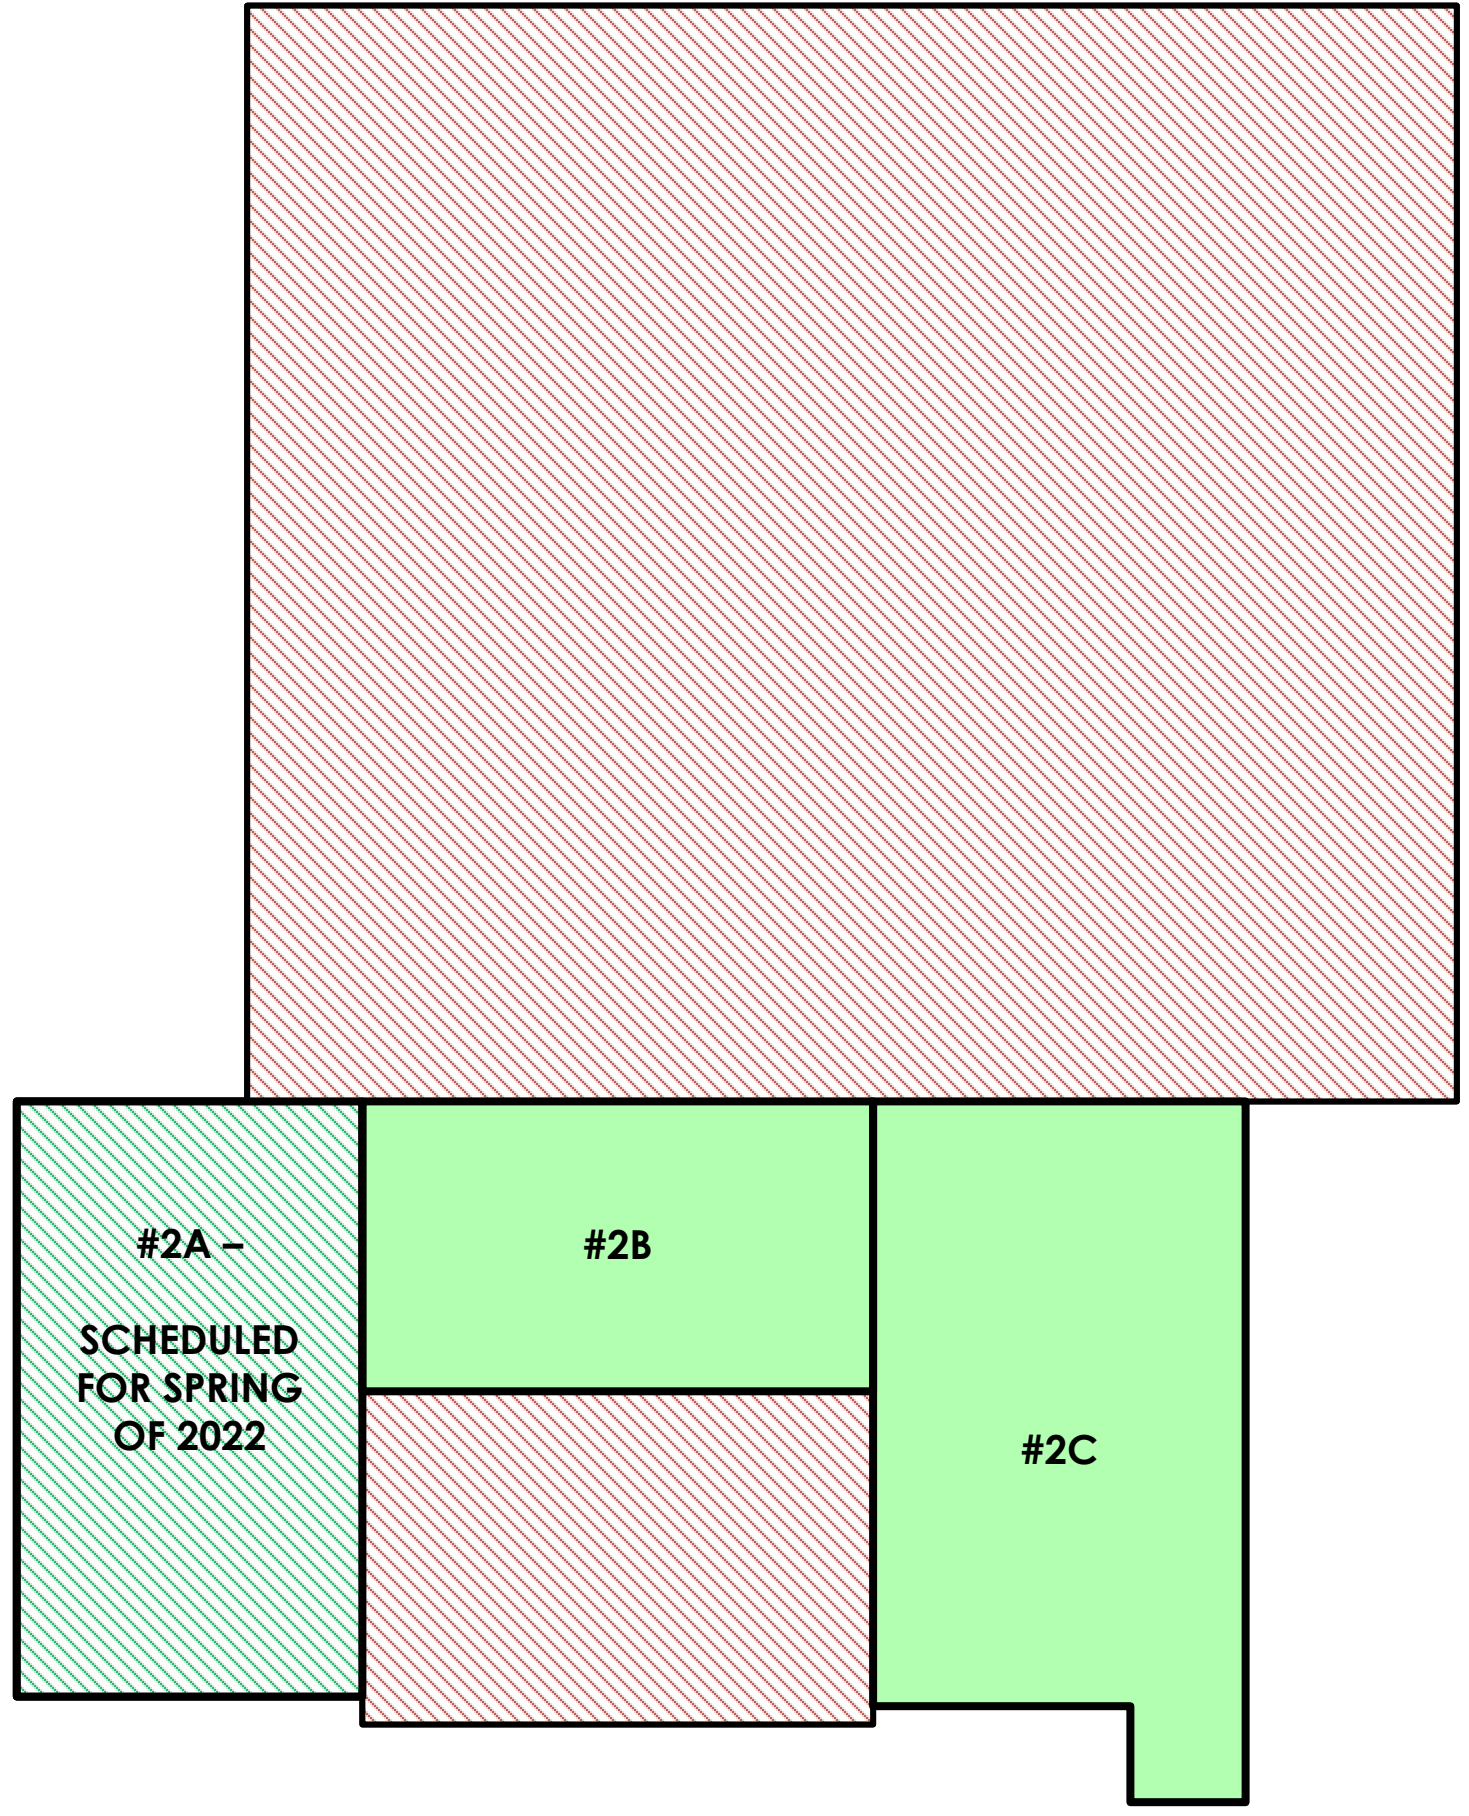 #2A –
SCHEDULED
FOR SPRING
OF 2022
#2B
#2C